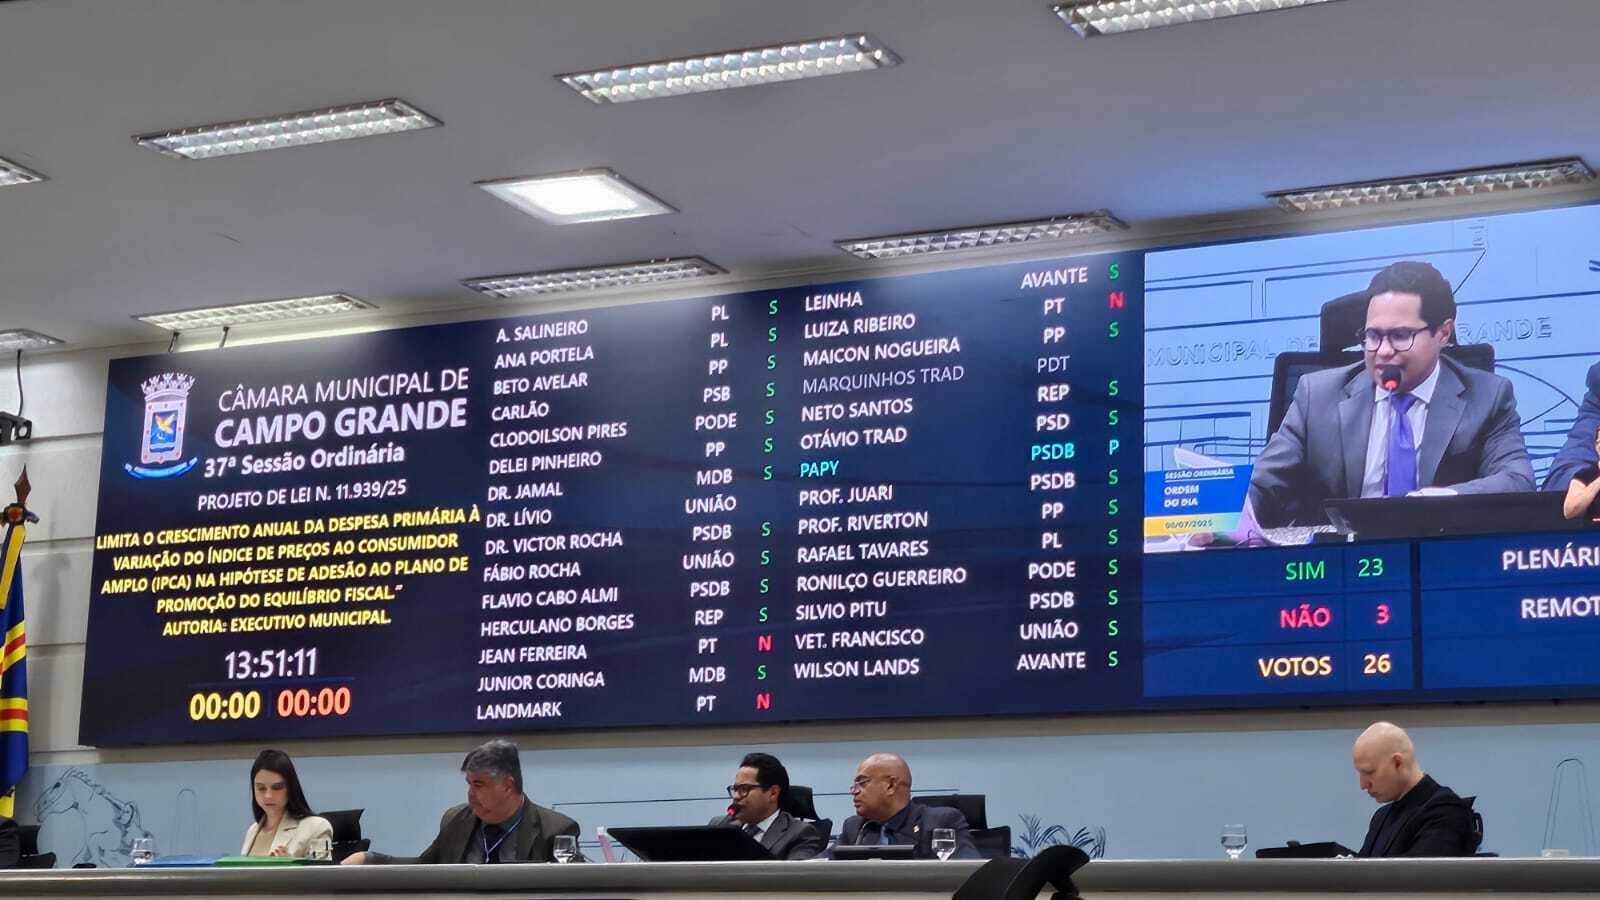 CÂMARA MUNICIPAL DE
CAMPO GRANDE
37ª Sessão Ordinária
PROJETO DE LEI N. 11.939/25
LIMITA O CRESCIMENTO ANUAL DA DESPESA PRIMÁRIA À
VARIAÇÃO DO ÍNDICE DE PREÇOS AO CONSUMIDOR
AMPLO (IPCA) NA HIPÓTESE DE ADESÃO AO PLANO DE
PROMOÇÃO DO EQUILÍBRIO FISCAL."
AUTORIA: EXECUTIVO MUNICIPAL.
13:51:11
00:00 00:00
A. SALINEIRO PL S
ANA PORTELA PL S
BETO AVELAR PP S
CARLÃO PSB S
CLODOILSON PIRES PODE S
DELEI PINHEIRO PP S
DR. JAMAL MDB S
DR. LÍVIO UNIÃO
DR. VICTOR ROCHA PSDB S
FÁBIO ROCHA UNIÃO S
FLAVIO CABO ALMI PSDB S
HERCULANO BORGES REP S
JEAN FERREIRA PT N
JUNIOR CORINGA MDB S
LANDMARK PT N
LEINHA AVANTE S
LUIZA RIBEIRO PT N
MAICON NOGUEIRA PP S
MARQUINHOS TRAD PDT
NETO SANTOS REP S
OTÁVIO TRAD PSD S
PAPY PSDB P
PROF. JUARI PSDB S
PROF. RIVERTON PP S
RAFAEL TAVARES PL S
RONILÇO GUERREIRO PODE S
SILVIO PITU PSDB S
VET. FRANCISCO UNIÃO S
WILSON LANDS AVANTE S
MUNICIPAL DE GRANDE
SESSÃO ORDINÁRIA
ORDEM
DO DIA
08/07/2025
SIM 23
NÃO 3
VOTOS 26
PLENÁRI
REMOT